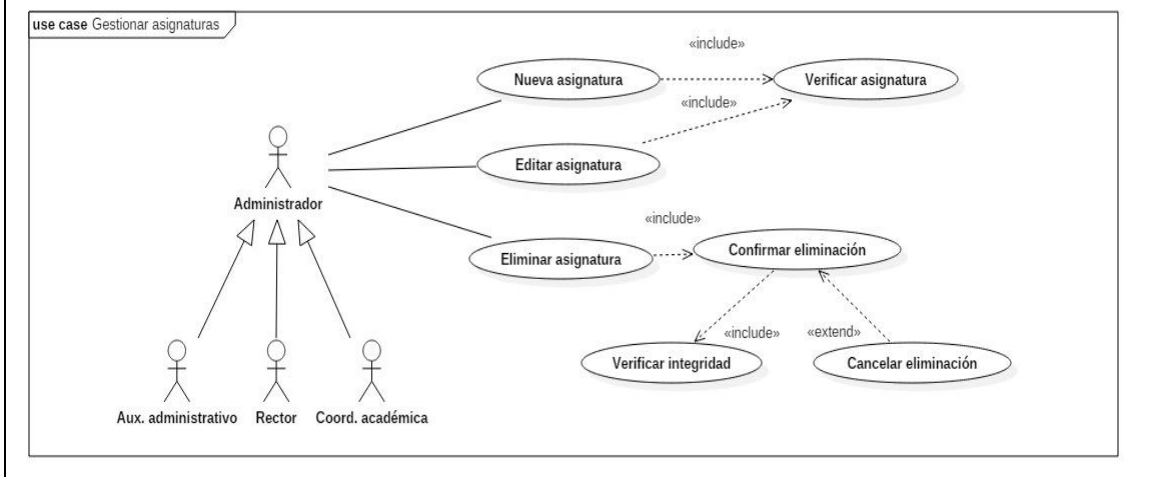 use case Gestionar asignaturas
«include»
Nueva asignatura
Verificar asignatura
«include»
Editar asignatura
Administrador
«include»
Confirmar eliminación
Eliminar asignatura
«include»
«extend»
Verificar integridad
Cancelar eliminación
Aux. administrativo
Rector
Coord. académica